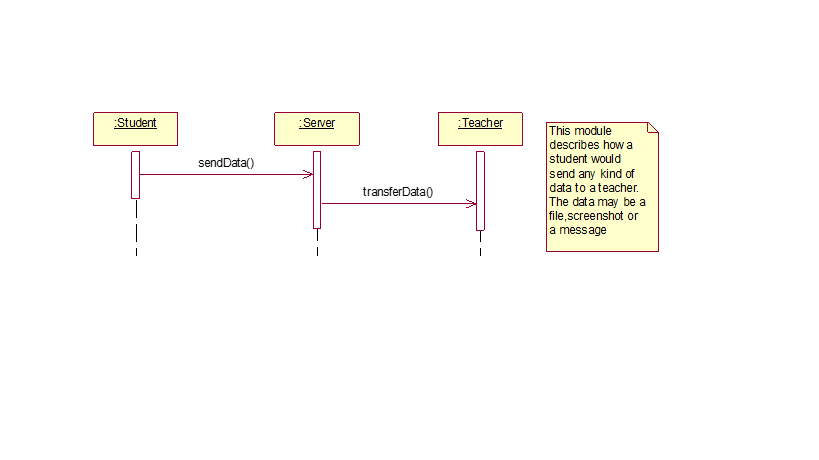 :Student
:Server
:Teacher
sendData()
transferData()
This module
describes how a
student would
send any kind of
data to a teacher.
The data may be a
file,screenshot or
a message